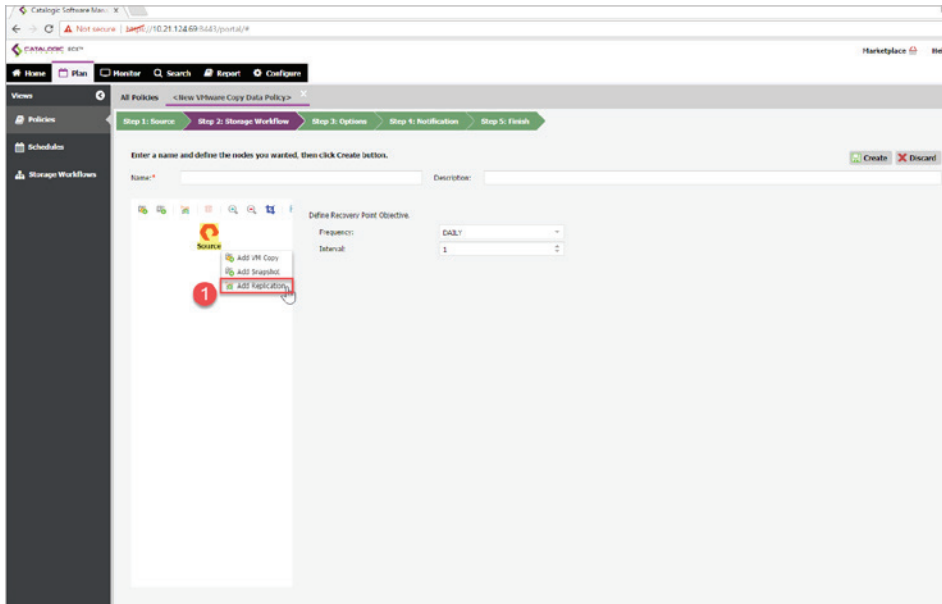 Catalogic Software Man
Not secure | https://10.21.124.69:8443/portal/#
CATALOGIC ECX™
Marketplace
Home Plan Monitor Q Search Report Configure
Views
All Policies <New VMware Copy Data Policy>
Policies
Schedules
Storage Workflows
Step 1: Source Step 2: Storage Workflow Step 3: Options Step 4: Notification Step 5: Finish
Enter a name and define the nodes you wanted, then click Create button.
Create Discard
Name:* Description:
Define Recovery Point Objective.
Frequency: DAILY
Interval: 1
Source
Add VM Copy
Add Snapshot
Add Replication
1